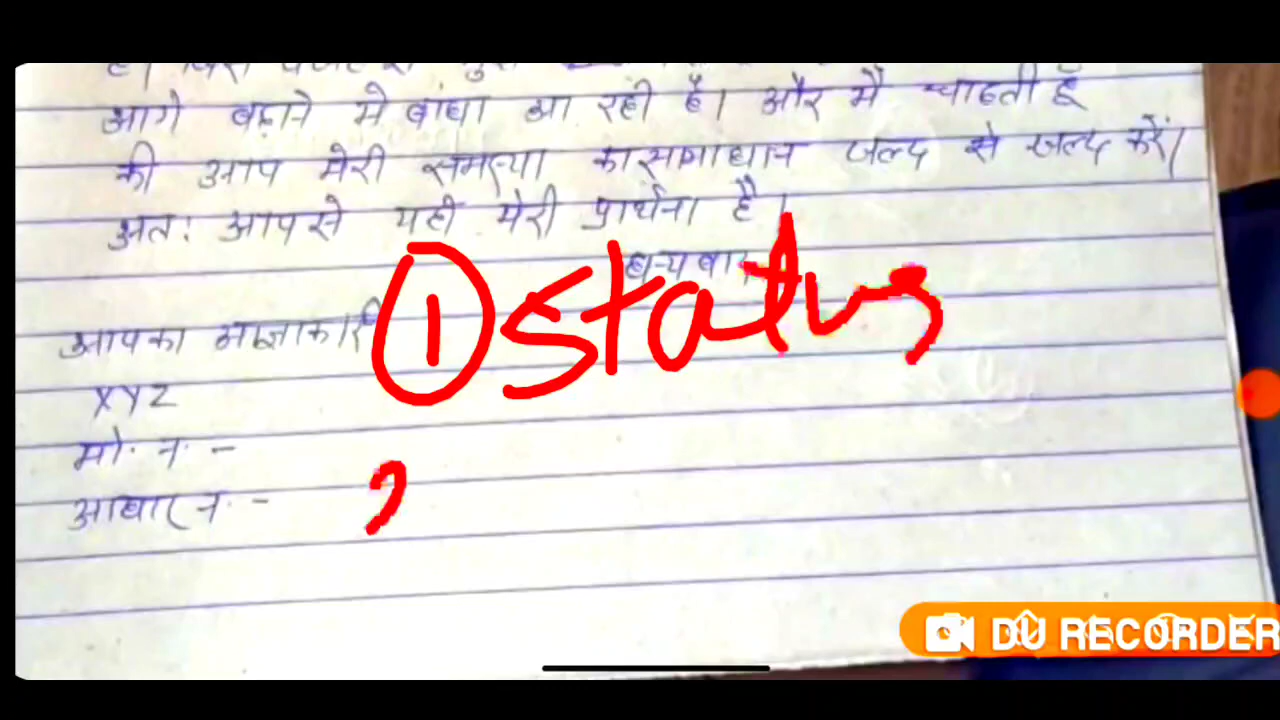 आगे बढ़ाने मे बांधा आ रही है। और मैं चाहती हूँ
की आप मेरी समस्या का समाधान जल्द से जल्द करें।
अतः आपसे यही मेरी प्रार्थना है।
धन्यवाद
आपका आज्ञाकारी
① Status
XYZ
मो. न. -
आधार न. -
DU RECORDER